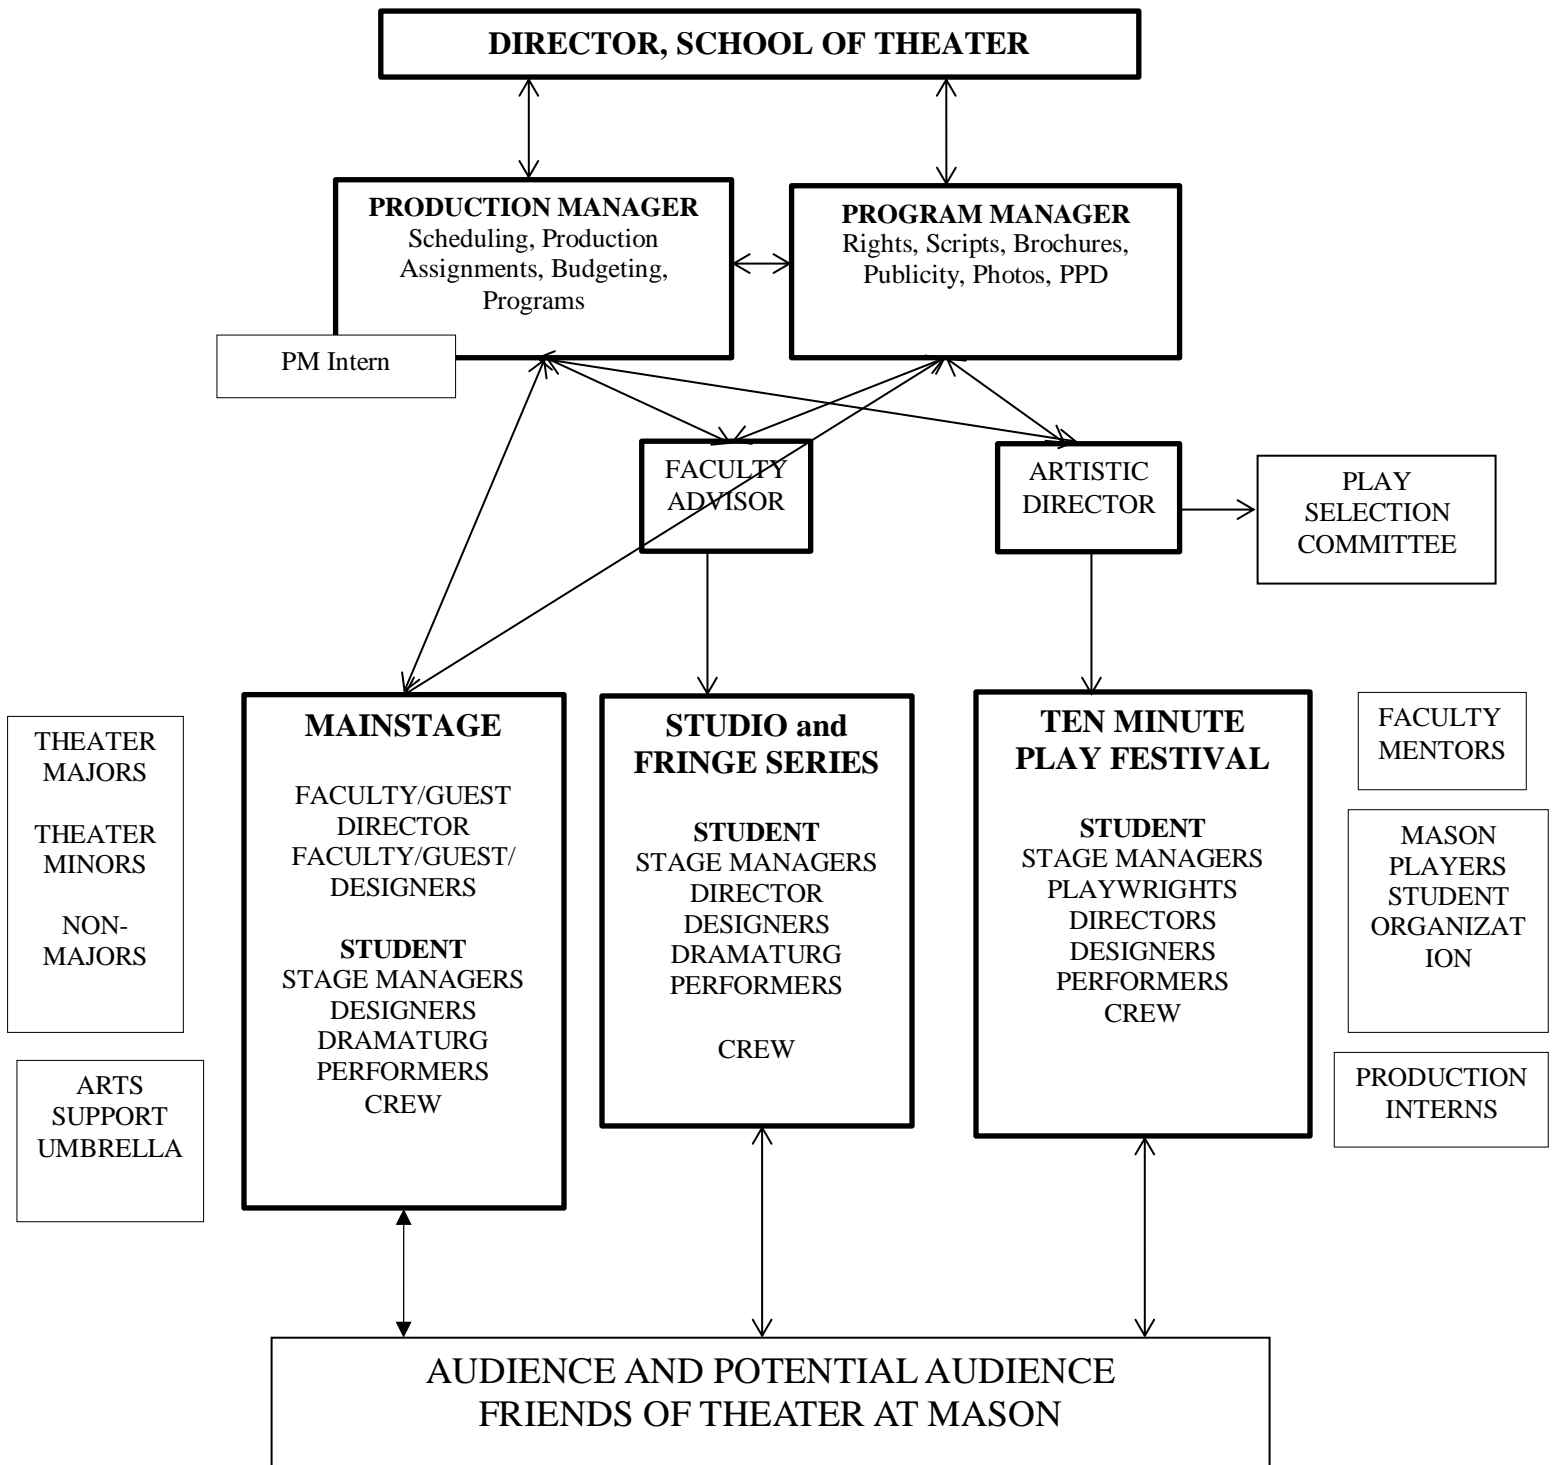 DIRECTOR, SCHOOL OF THEATER
PRODUCTION MANAGER
Scheduling, Production
Assignments, Budgeting,
Programs
PROGRAM MANAGER
Rights, Scripts, Brochures,
Publicity, Photos, PPD
PM Intern
FACULTY
ADVISOR
ARTISTIC
DIRECTOR
PLAY
SELECTION
COMMITTEE
THEATER
MAJORS
THEATER
MINORS
NON-
MAJORS
ARTS
SUPPORT
UMBRELLA
MAINSTAGE
FACULTY/GUEST
DIRECTOR
FACULTY/GUEST/
DESIGNERS
STUDENT
STAGE MANAGERS
DESIGNERS
DRAMATURG
PERFORMERS
CREW
STUDIO and
FRINGE SERIES
STUDENT
STAGE MANAGERS
DIRECTOR
DESIGNERS
DRAMATURG
PERFORMERS
CREW
TEN MINUTE
PLAY FESTIVAL
STUDENT
STAGE MANAGERS
PLAYWRIGHTS
DIRECTORS
DESIGNERS
PERFORMERS
CREW
FACULTY
MENTORS
MASON
PLAYERS
STUDENT
ORGANIZAT
ION
PRODUCTION
INTERNS
AUDIENCE AND POTENTIAL AUDIENCE
FRIENDS OF THEATER AT MASON